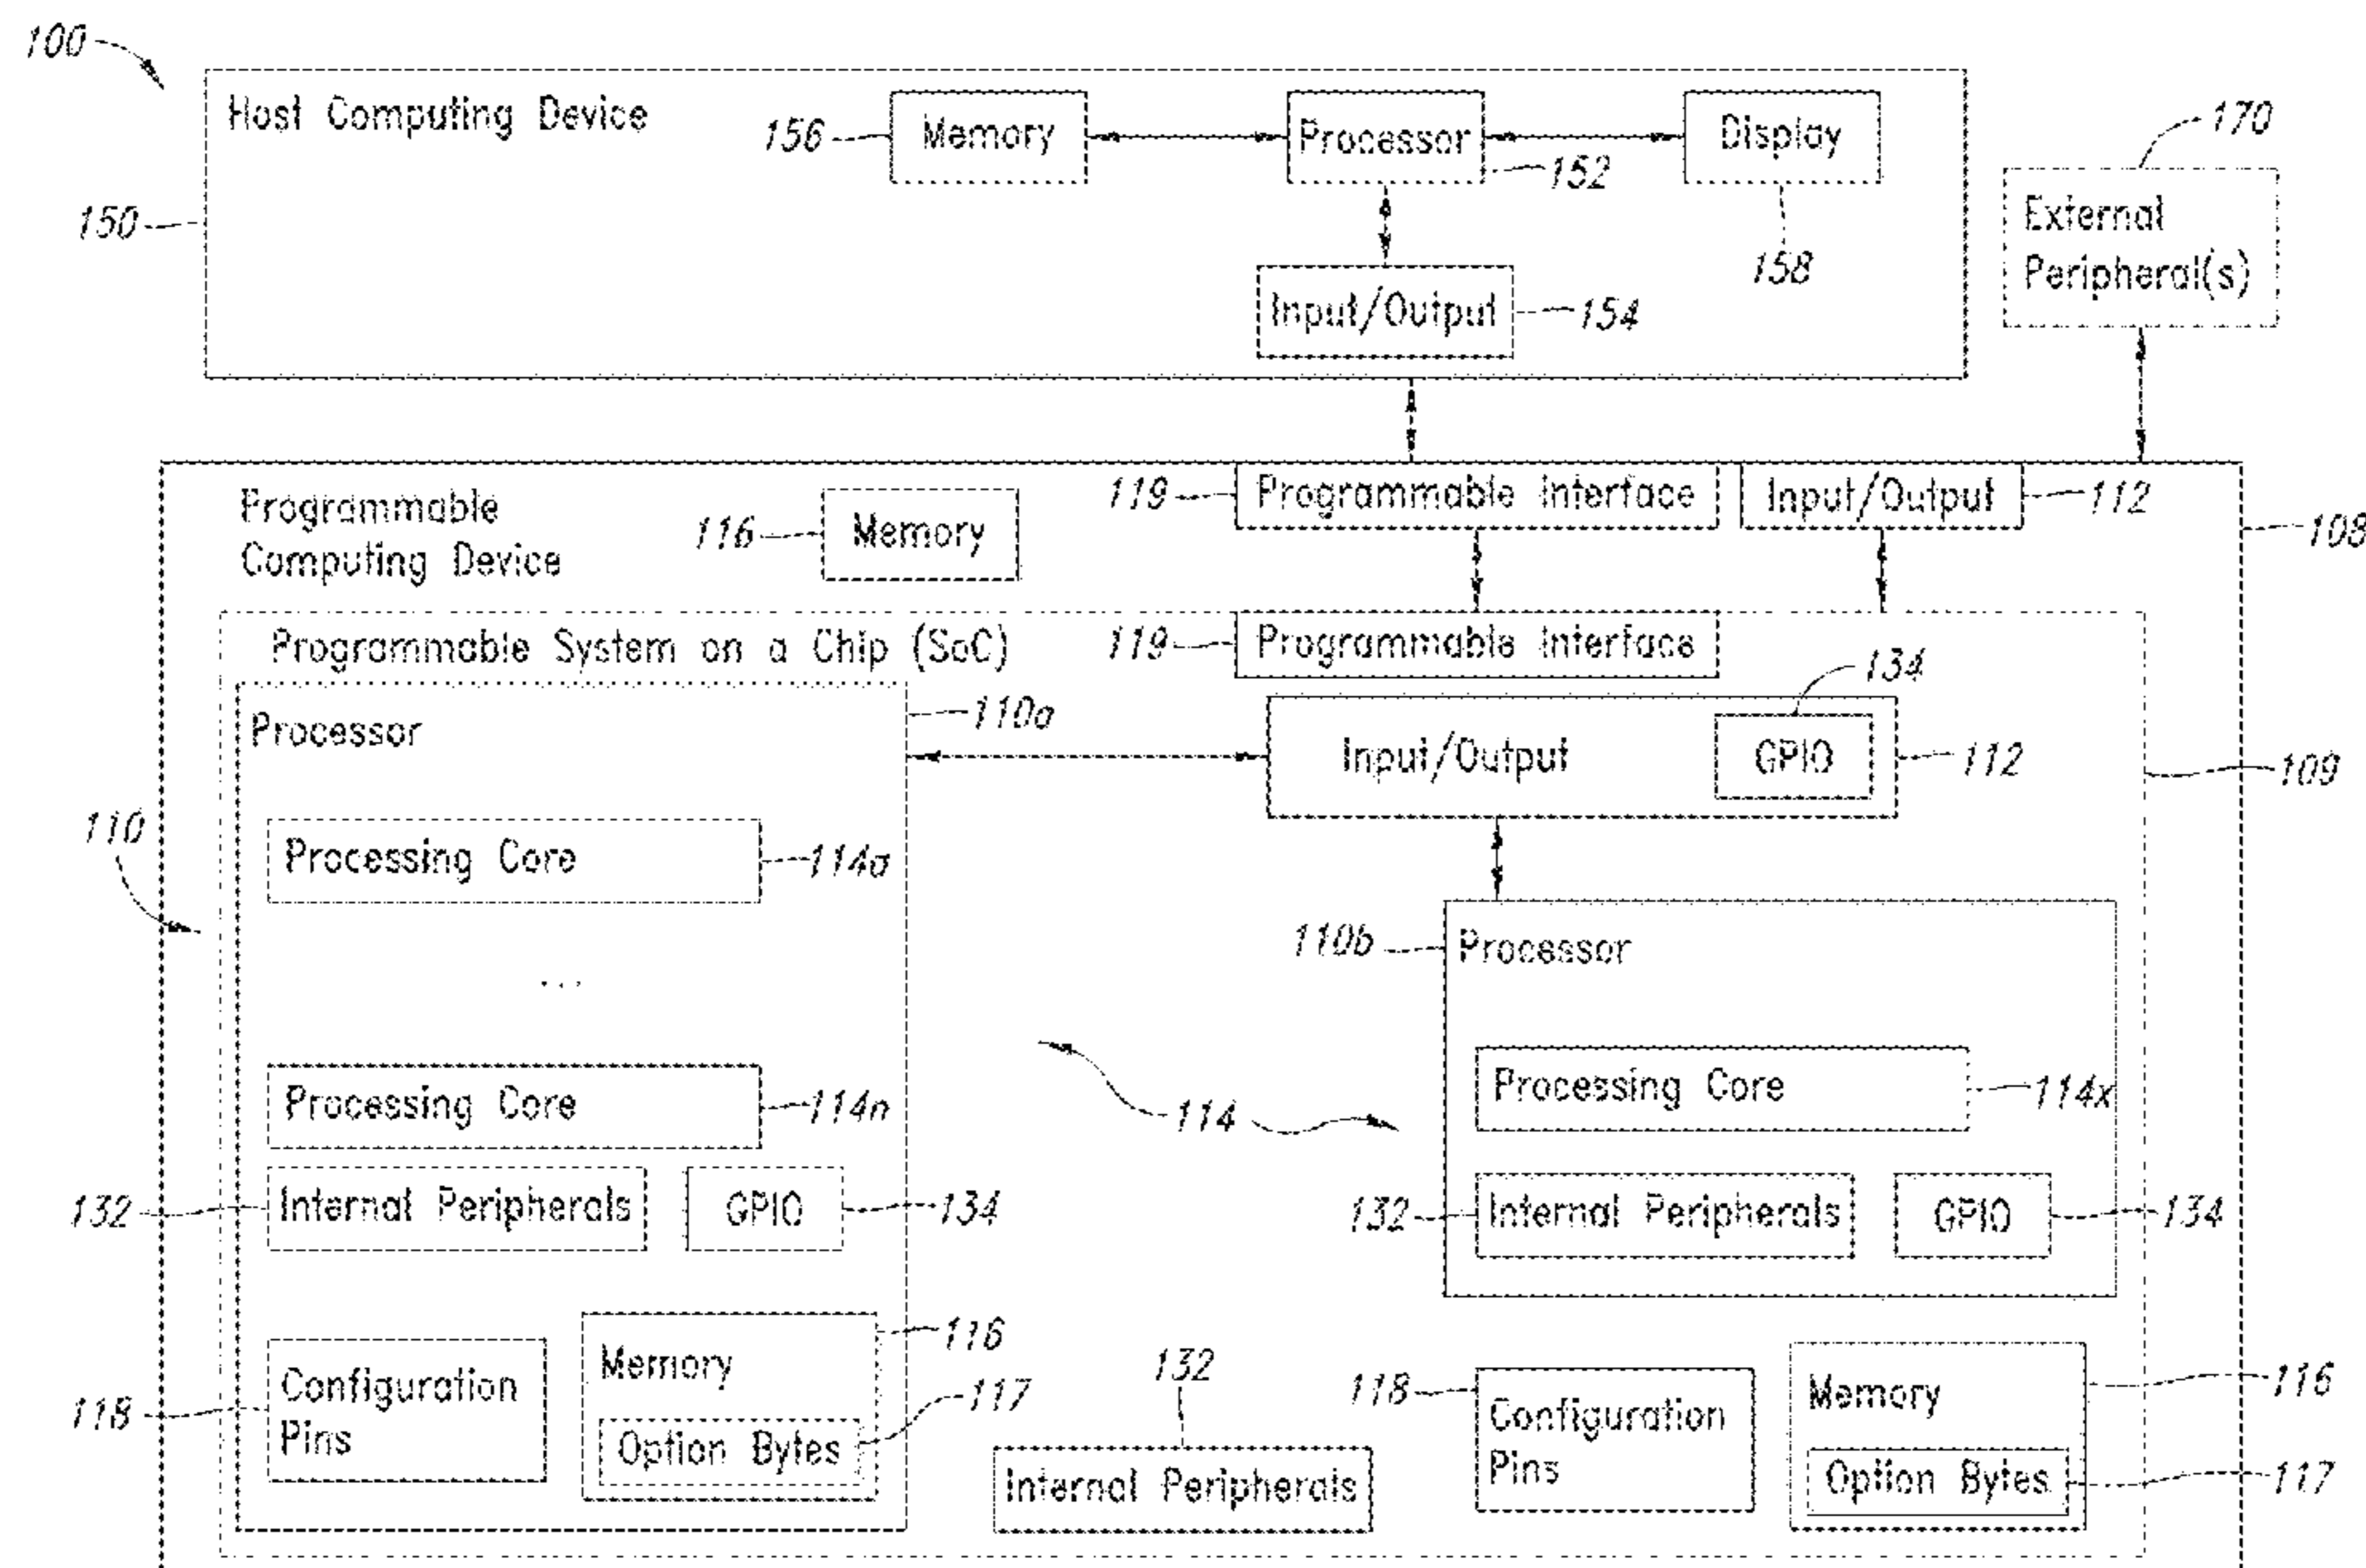 100
Host Computing Device
156
Memory
Processor
152
Display
158
170
External
Peripheral(s)
150
Input/Output
154
Programmable
Computing Device
116
Memory
119
Programmable Interface
Input/Output
112
108
Programmable System on a Chip (SoC)
119
Programmable Interface
134
Processor
110a
Input/Output
GPIO
112
109
110
Processing Core
114a
110b
Processor
...
Processing Core
114n
114
Processing Core
114x
132
Internal Peripherals
GPIO
134
132
Internal Peripherals
GPIO
134
118
Configuration
Pins
Memory
116
Option Bytes
117
132
Internal Peripherals
118
Configuration
Pins
Memory
116
Option Bytes
117